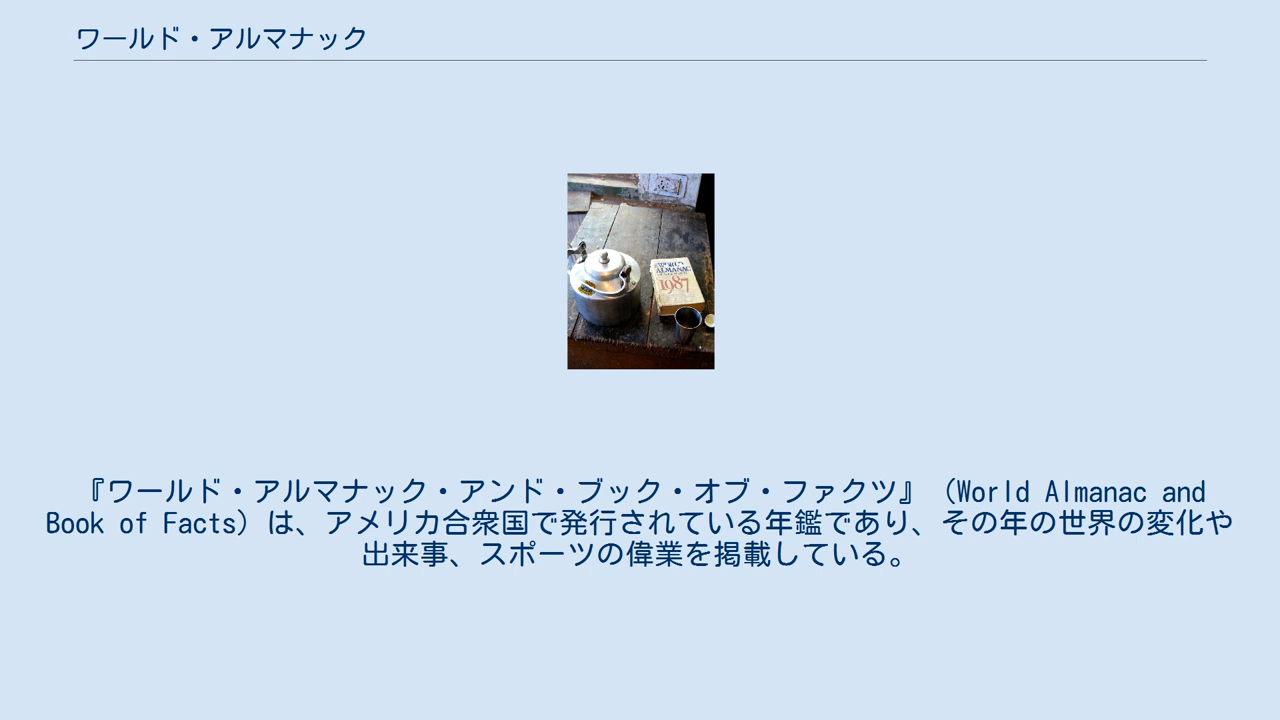 ワールド・アルマナック
WORLD
ALMANAC
1987
『ワールド・アルマナック・アンド・ブック・オブ・ファクツ』（World Almanac and
Book of Facts）は、アメリカ合衆国で発行されている年鑑であり、その年の世界の変化や
出来事、スポーツの偉業を掲載している。